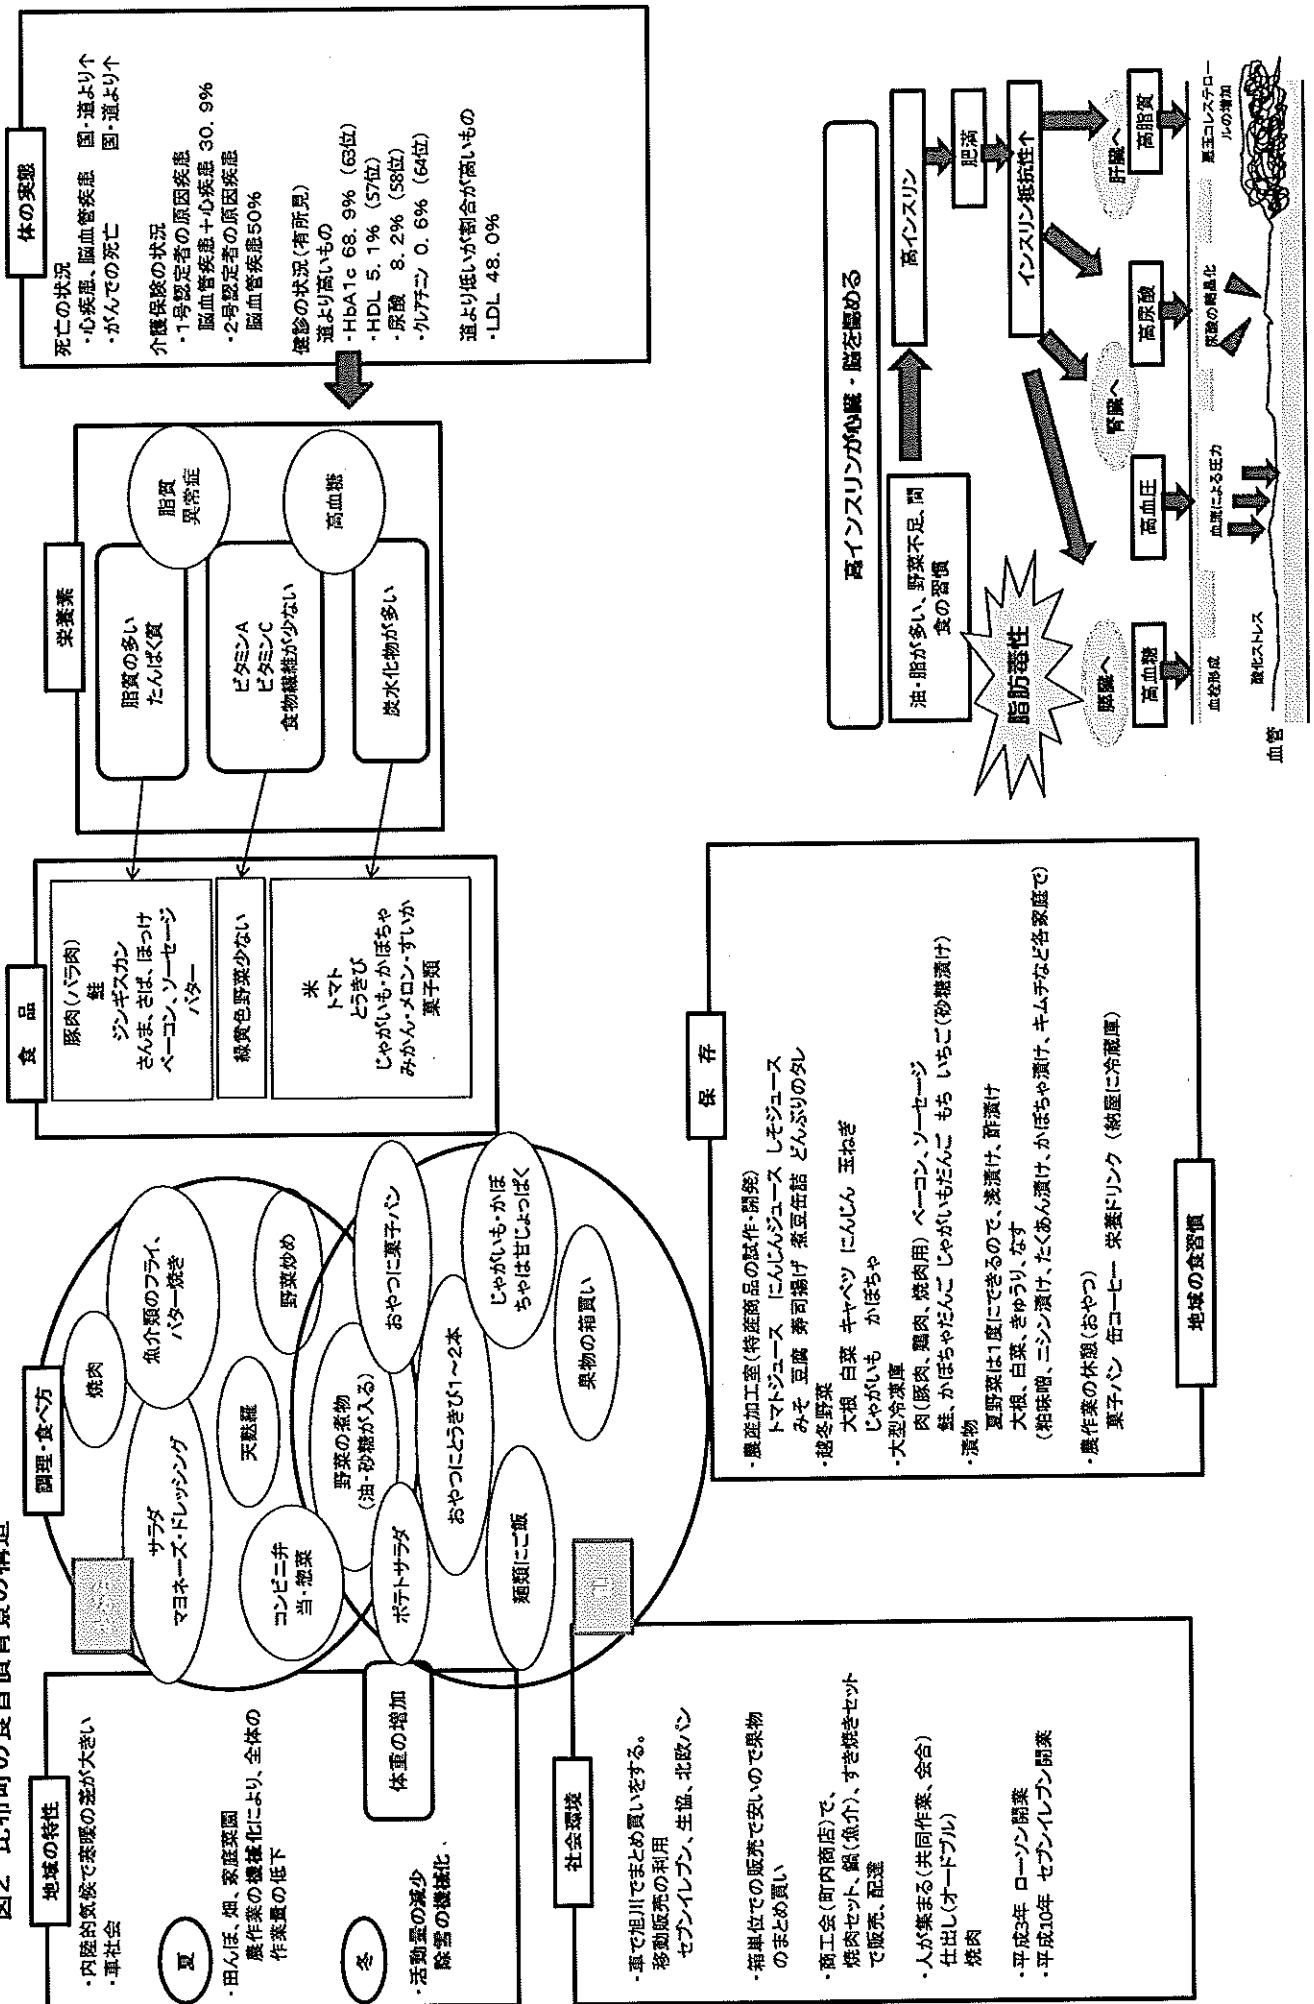 図2 比布町の食習慣背景の構造
地域の特性
・内陸的気候で寒暖の差が大きい
・車社会
夏
・田んぼ、畑、家庭菜園
農作業の機械化により、全体の
作業量の低下
冬
・活動量の減少
除雪の機械化
体重の増加
社会環境
・車で旭川でまとめ買いをする。
移動販売の利用
セブンイレブン、生協、北欧パン
・箱単位での販売で安いので果物
のまとめ買い
・商工会(町内商店)で、
焼肉セット、鍋(魚介)、すき焼きセット
で販売、配達
・人が集まる(共同作業、会合)
仕出し(オードブル)
焼肉
・平成3年 ローソン開業
・平成10年 セブンイレブン開業
調理・食べ方
焼肉
魚介類のフライ、
バター焼き
サラダ
マヨネーズ・ドレッシング
野菜炒め
天麩羅
コンビニ弁
当・惣菜
野菜の煮物
(油・砂糖が入る)
おやつに菓子パン
ポテトサラダ
おやつにとうきび1～2本
じゃがいも・かぼ
ちゃは甘じょっぱく
麺類にご飯
果物の箱買い
食 品
豚肉(バラ肉)
鮭
ジンギスカン
さんま、さば、ほっけ
ベーコン、ソーセージ
バター
緑黄色野菜少ない
米
トマト
とうきび
じゃがいも・かぼちゃ
みかん・メロン・すいか
菓子類
栄養素
脂質の多い
たんぱく質
ビタミンA
ビタミンC
食物繊維が少ない
炭水化物が多い
脂質
異常症
高血糖
体の実態
死亡の状況
・心疾患、脳血管疾患 国・道より↑
・がんでの死亡 国・道より↑
介護保険の状況
・1号認定者の原因疾患
脳血管疾患+心疾患 30.9%
・2号認定者の原因疾患
脳血管疾患50%
健診の状況(有所見)
道より高いもの
・HbA1c 68.9% (63位)
・HDL 5.1% (57位)
・尿酸 8.2% (58位)
・クレアチニン 0.6% (64位)
道より低いが割合が高いもの
・LDL 48.0%
保 存
・農産加工室(特産商品の試作・開発)
トマトジュース にんじんジュース しそジュース
みそ 豆腐 寿司揚げ 煮豆缶詰 どんぶりのタレ
・越冬野菜
大根 白菜 キャベツ にんじん 玉ねぎ
じゃがいも かぼちゃ
・大型冷凍庫
肉(豚肉、鶏肉、焼肉用) ベーコン、ソーセージ
鮭、かぼちゃだんご じゃがいもだんご もち いちご(砂糖漬け)
・漬物
夏野菜は1度にできるので、浅漬け、酢漬け
大根、白菜、きゅうり、なす
(粕味噌、ニシン漬け、たくあん漬け、かぼちゃ漬け、キムチなど各家庭で)
・農作業の休憩(おやつ)
菓子パン 缶コーヒー 栄養ドリンク (納屋に冷蔵庫)
地域の食習慣
高インスリンが心臓・脳を傷める
油・脂が多い、野菜不足、間
食の習慣
高インスリン
肥満
インスリン抵抗性↑
脂肪毒性
膵臓へ
腎臓へ
肝臓へ
高血糖
高血圧
高尿酸
高脂質
血栓形成
血流による圧力
尿酸の結晶化
悪玉コレステロー
ルの増加
酸化ストレス
血管